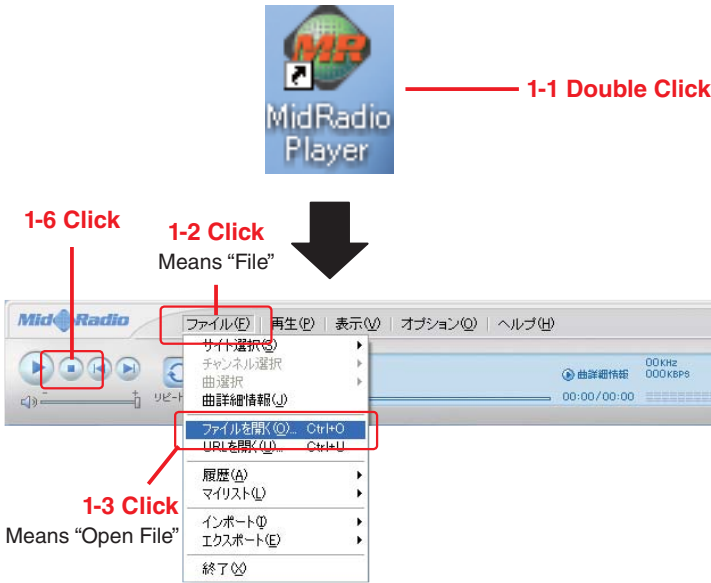 MR
MidRadio
Player
1-1 Double Click
1-6 Click
1-2 Click
Means “File”
Mid Radio
ファイル(F) 再生(P) 表示(V) オプション(O) ヘルプ(H)
サイト選択(S)
チャンネル選択
曲選択
曲詳細情報(J)
リピート
曲詳細情報
00KHz
000KBPS
00:00/00:00
ファイルを開く(O)... Ctrl+O
URLを開く(U)... Ctrl+U
履歴(A)
マイリスト(L)
インポート(I)
エクスポート(E)
終了(X)
1-3 Click
Means “Open File”